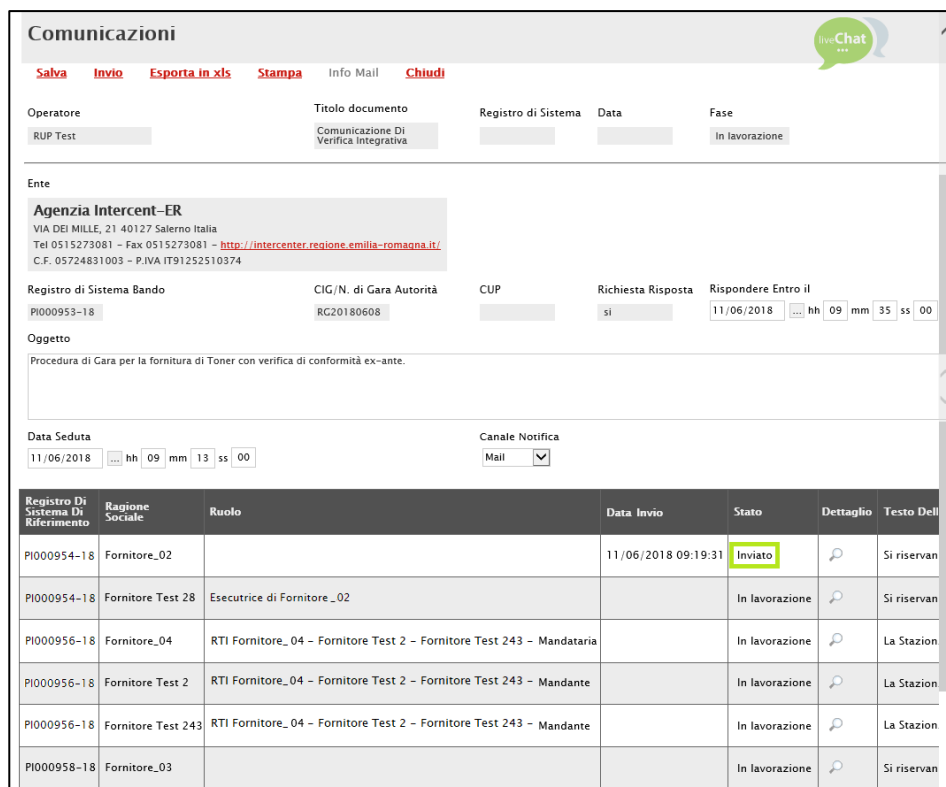 Comunicazioni
liveChat
Salva Invio Esporta in xls Stampa Info Mail Chiudi
Operatore Titolo documento Registro di Sistema Data Fase
RUP Test Comunicazione Di Verifica Integrativa In lavorazione
Ente
Agenzia Intercent-ER
VIA DEI MILLE, 21 40127 Salerno Italia
Tel 0515273081 - Fax 0515273081 - http://intercenter.regione.emilia-romagna.it/
C.F. 05724831003 - P.IVA IT91252510374
Registro di Sistema Bando CIG/N. di Gara Autorità CUP Richiesta Risposta Rispondere Entro il
PI000953-18 RG20180608 si 11/06/2018 ... hh 09 mm 35 ss 00
Oggetto
Procedura di Gara per la fornitura di Toner con verifica di conformità ex-ante.
Data Seduta Canale Notifica
11/06/2018 ... hh 09 mm 13 ss 00 Mail
Registro Di Sistema Di Riferimento Ragione Sociale Ruolo Data Invio Stato Dettaglio Testo Dell
PI000954-18 Fornitore_02 11/06/2018 09:19:31 Inviato Si riservan
PI000954-18 Fornitore Test 28 Esecutrice di Fornitore_02 In lavorazione Si riservan
PI000956-18 Fornitore_04 RTI Fornitore_04 - Fornitore Test 2 - Fornitore Test 243 - Mandataria In lavorazione La Stazion
PI000956-18 Fornitore Test 2 RTI Fornitore_04 - Fornitore Test 2 - Fornitore Test 243 - Mandante In lavorazione La Stazion
PI000956-18 Fornitore Test 243 RTI Fornitore_04 - Fornitore Test 2 - Fornitore Test 243 - Mandante In lavorazione La Stazion
PI000958-18 Fornitore_03 In lavorazione Si riservan